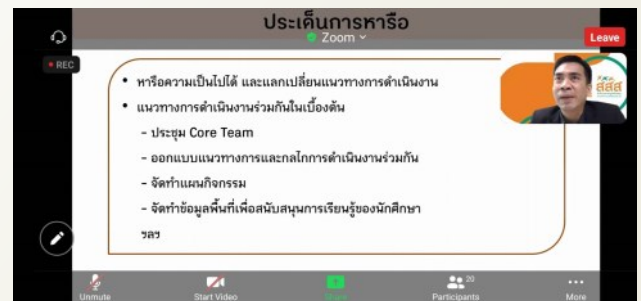 ประเด็นการหารือ
Zoom
Leave
REC
• หารือความเป็นไปได้ และแลกเปลี่ยนแนวทางการดำเนินงาน
• แนวทางการดำเนินงานร่วมกันในเบื้องต้น
- ประชุม Core Team
- ออกแบบแนวทางและกลไกการดำเนินงานร่วมกัน
- จัดทำแผนกิจกรรม
- จัดทำข้อมูลพื้นที่เพื่อสนับสนุนการเรียนรู้ของนักศึกษา
ฯลฯ
สสส
Unmute
Start Video
Share
20
Participants
More